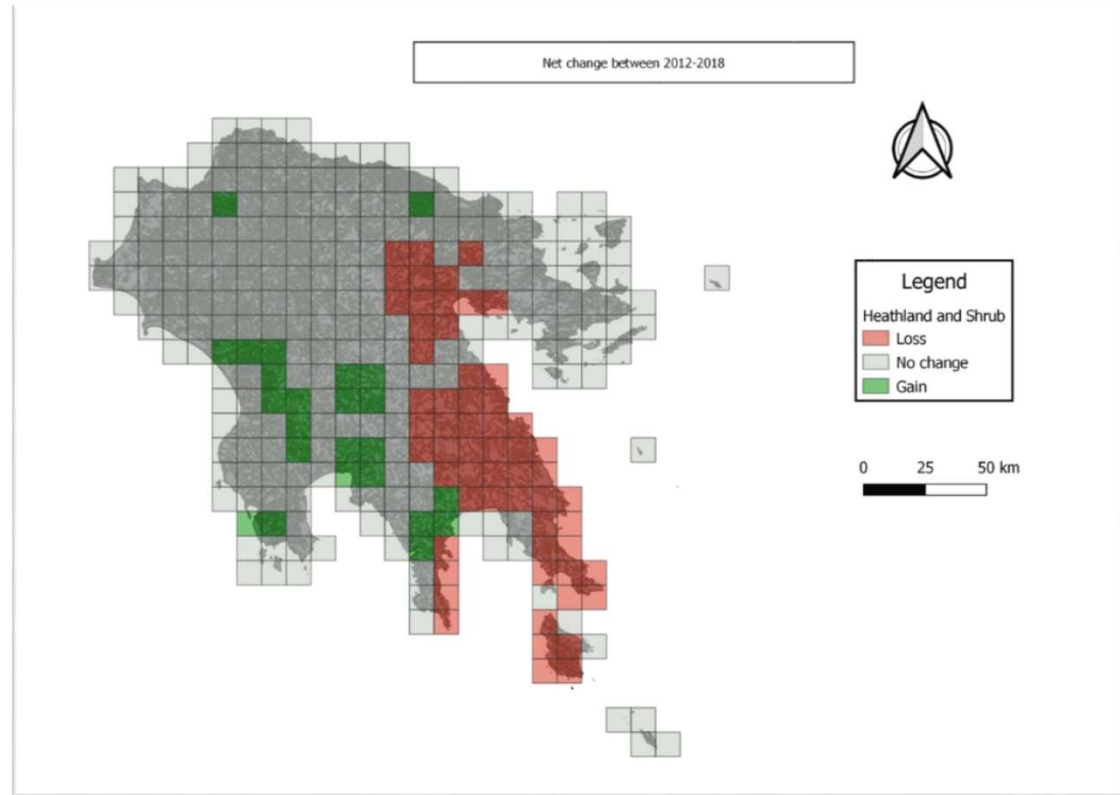 Net change between 2012-2018
Legend
Heathland and Shrub
Loss
No change
Gain
0 25 50 km